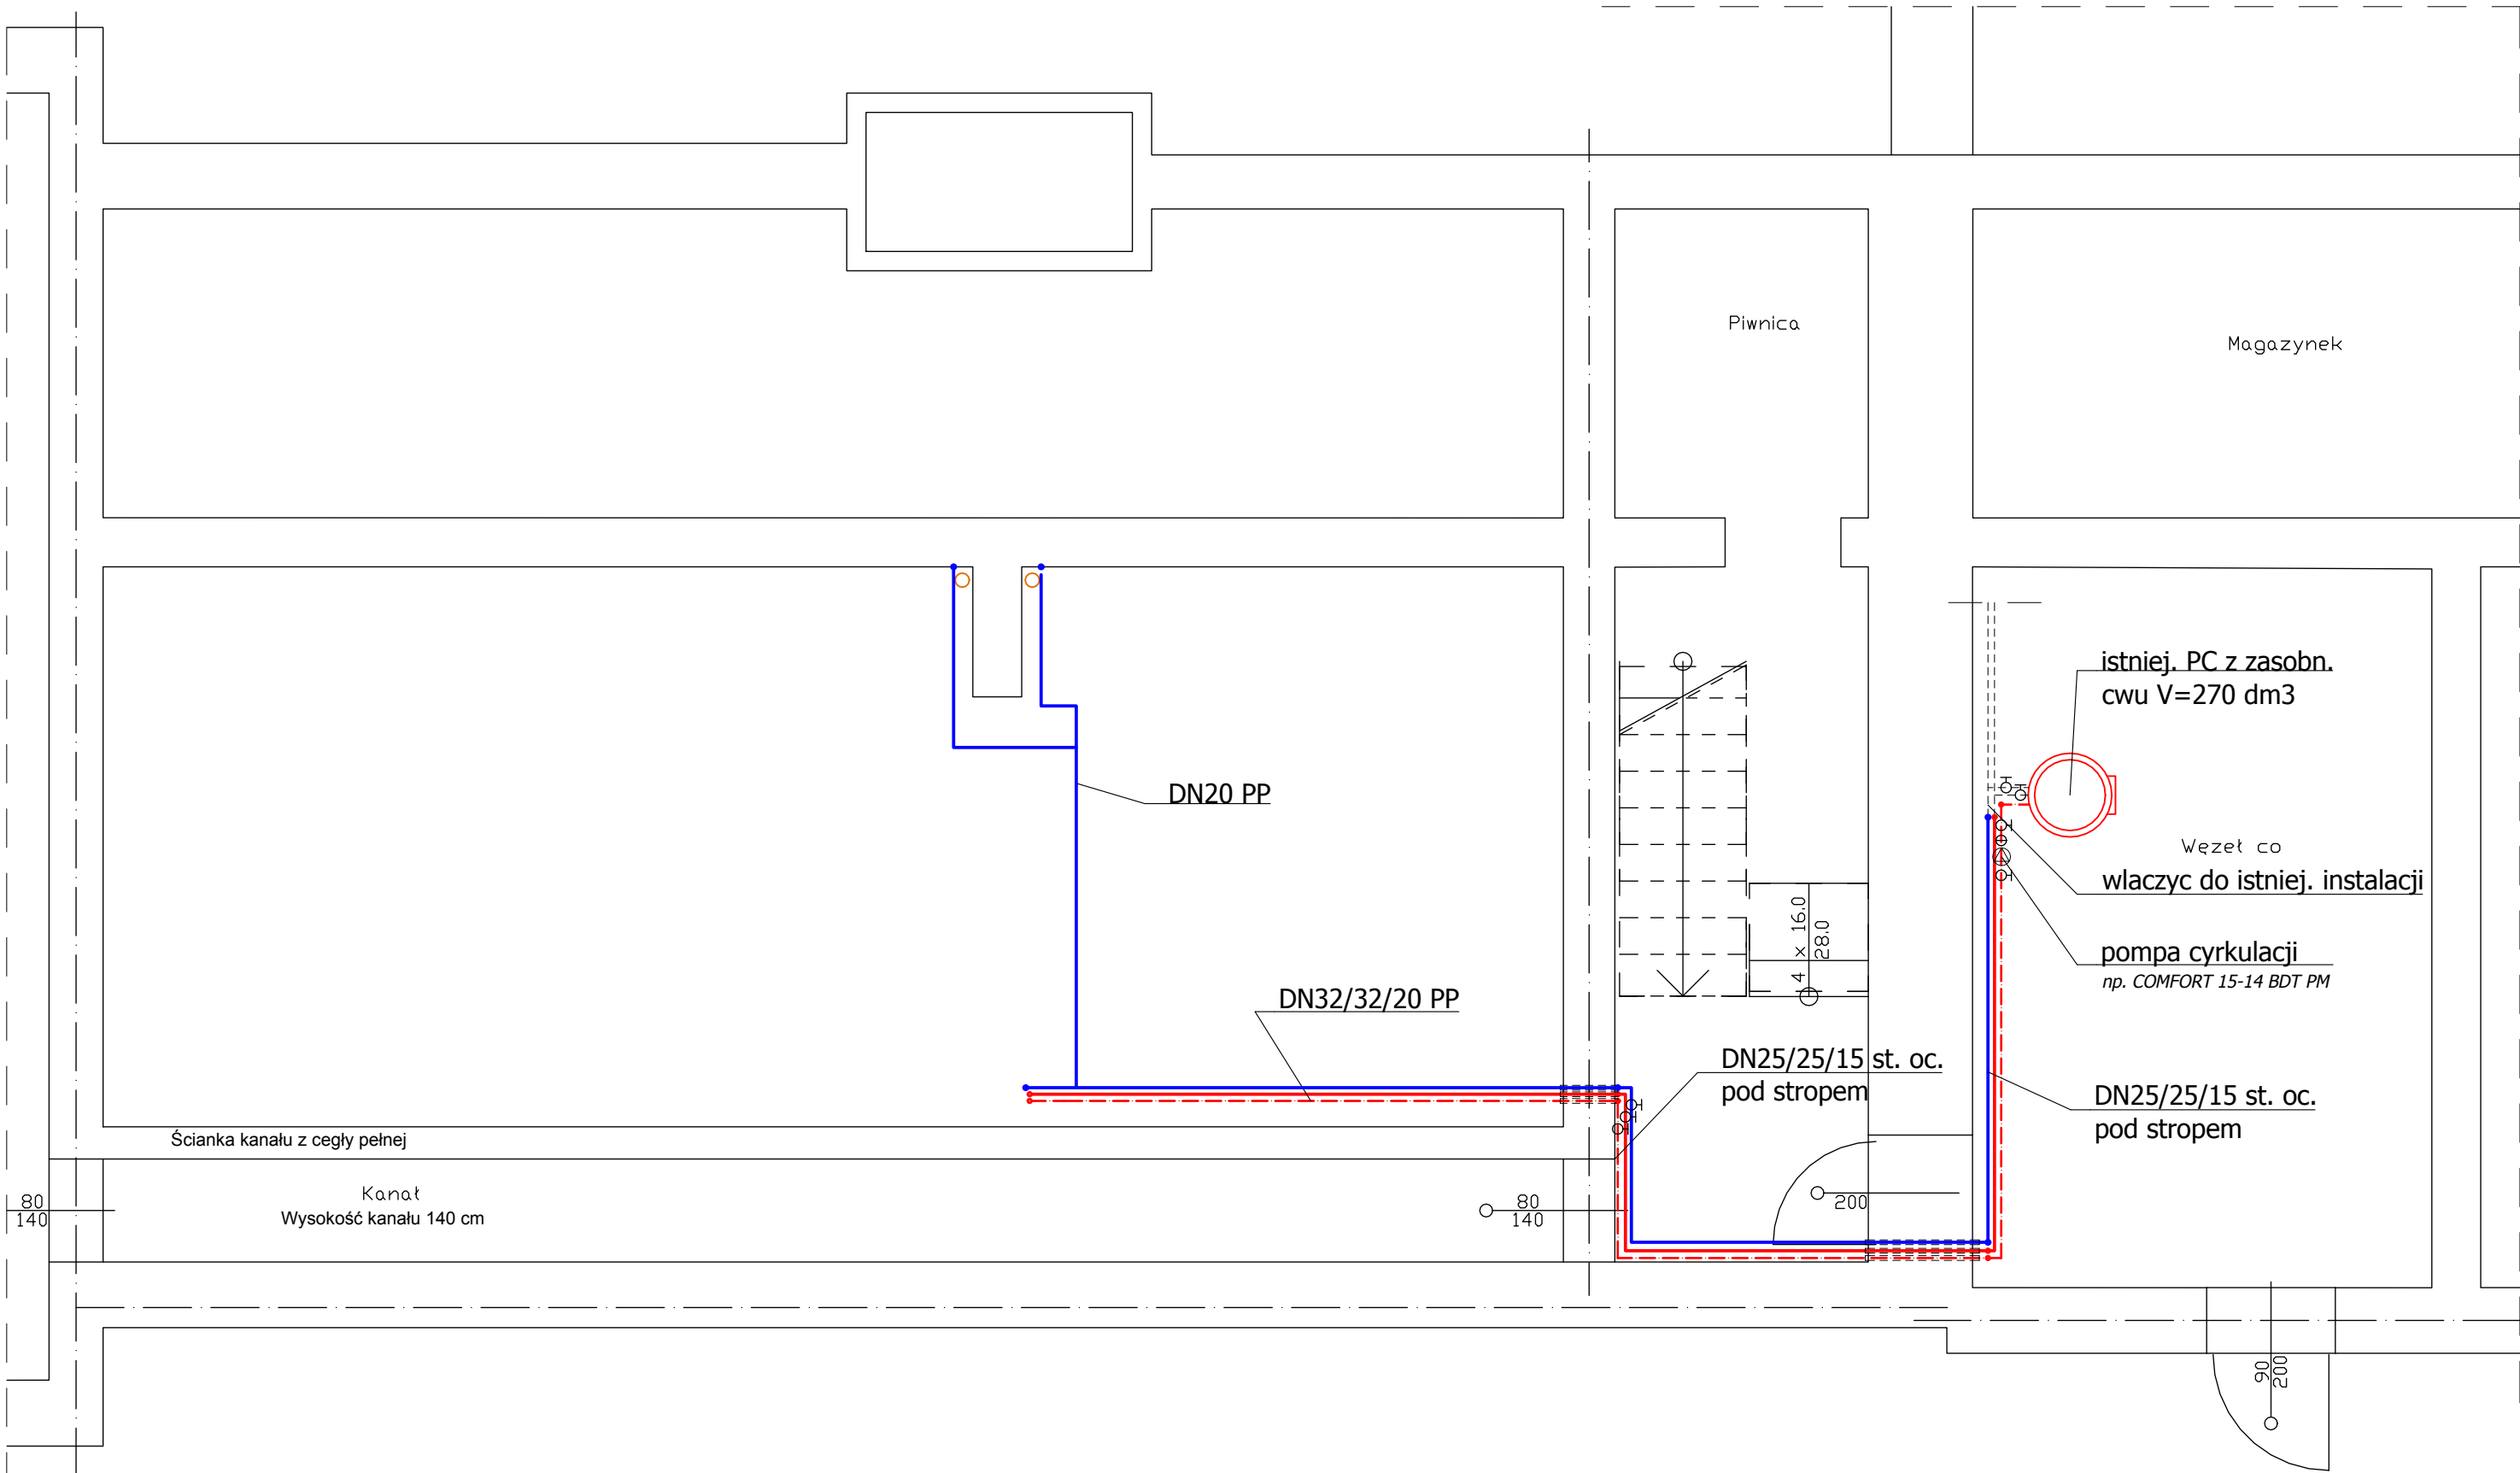 Piwnica
Magazynek
istniej. PC z zasobn.
cwu V=270 dm3
Węzeł co
wlaczyc do istniej. instalacji
pompa cyrkulacji
np. COMFORT 15-14 BDT PM
DN20 PP
4 x 16.0
28.0
DN32/32/20 PP
DN25/25/15 st. oc.
pod stropem
DN25/25/15 st. oc.
pod stropem
Ścianka kanału z cegły pełnej
Kanał
Wysokość kanału 140 cm
80
140
80
140
200
90
200